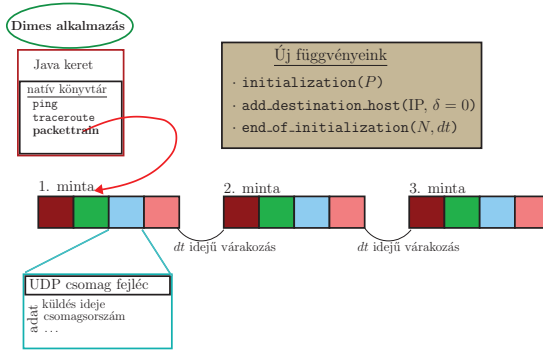 Dimes alkalmazás
Java keret
natív könyvtár
ping
traceroute
packettrain
Új függvényeink
· initialization(P)
· add_destination_host(IP, δ = 0)
· end_of_initialization(N, dt)
1. minta
2. minta
3. minta
dt idejű várakozás
dt idejű várakozás
UDP csomag fejléc
adat
küldés ideje
csomagsorszám
...